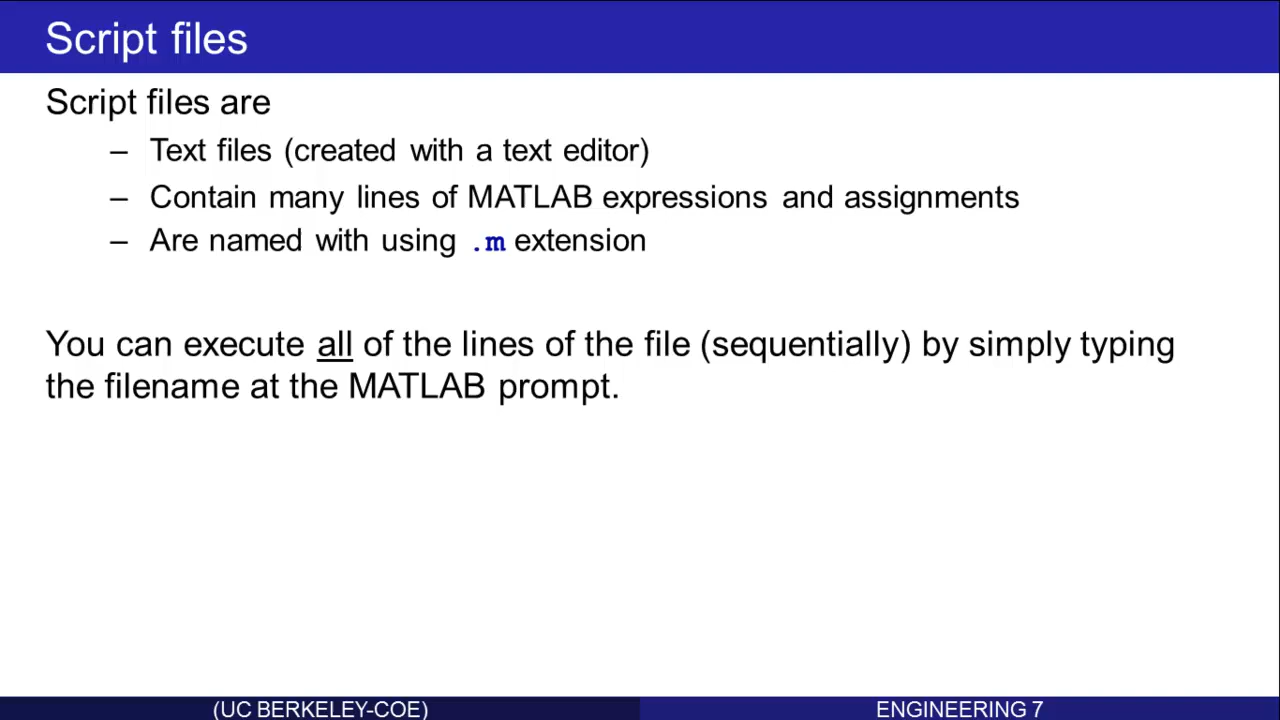 Script files
Script files are
– Text files (created with a text editor)
– Contain many lines of MATLAB expressions and assignments
– Are named with using .m extension
You can execute all of the lines of the file (sequentially) by simply typing
the filename at the MATLAB prompt.
(UC BERKELEY-COE)
ENGINEERING 7